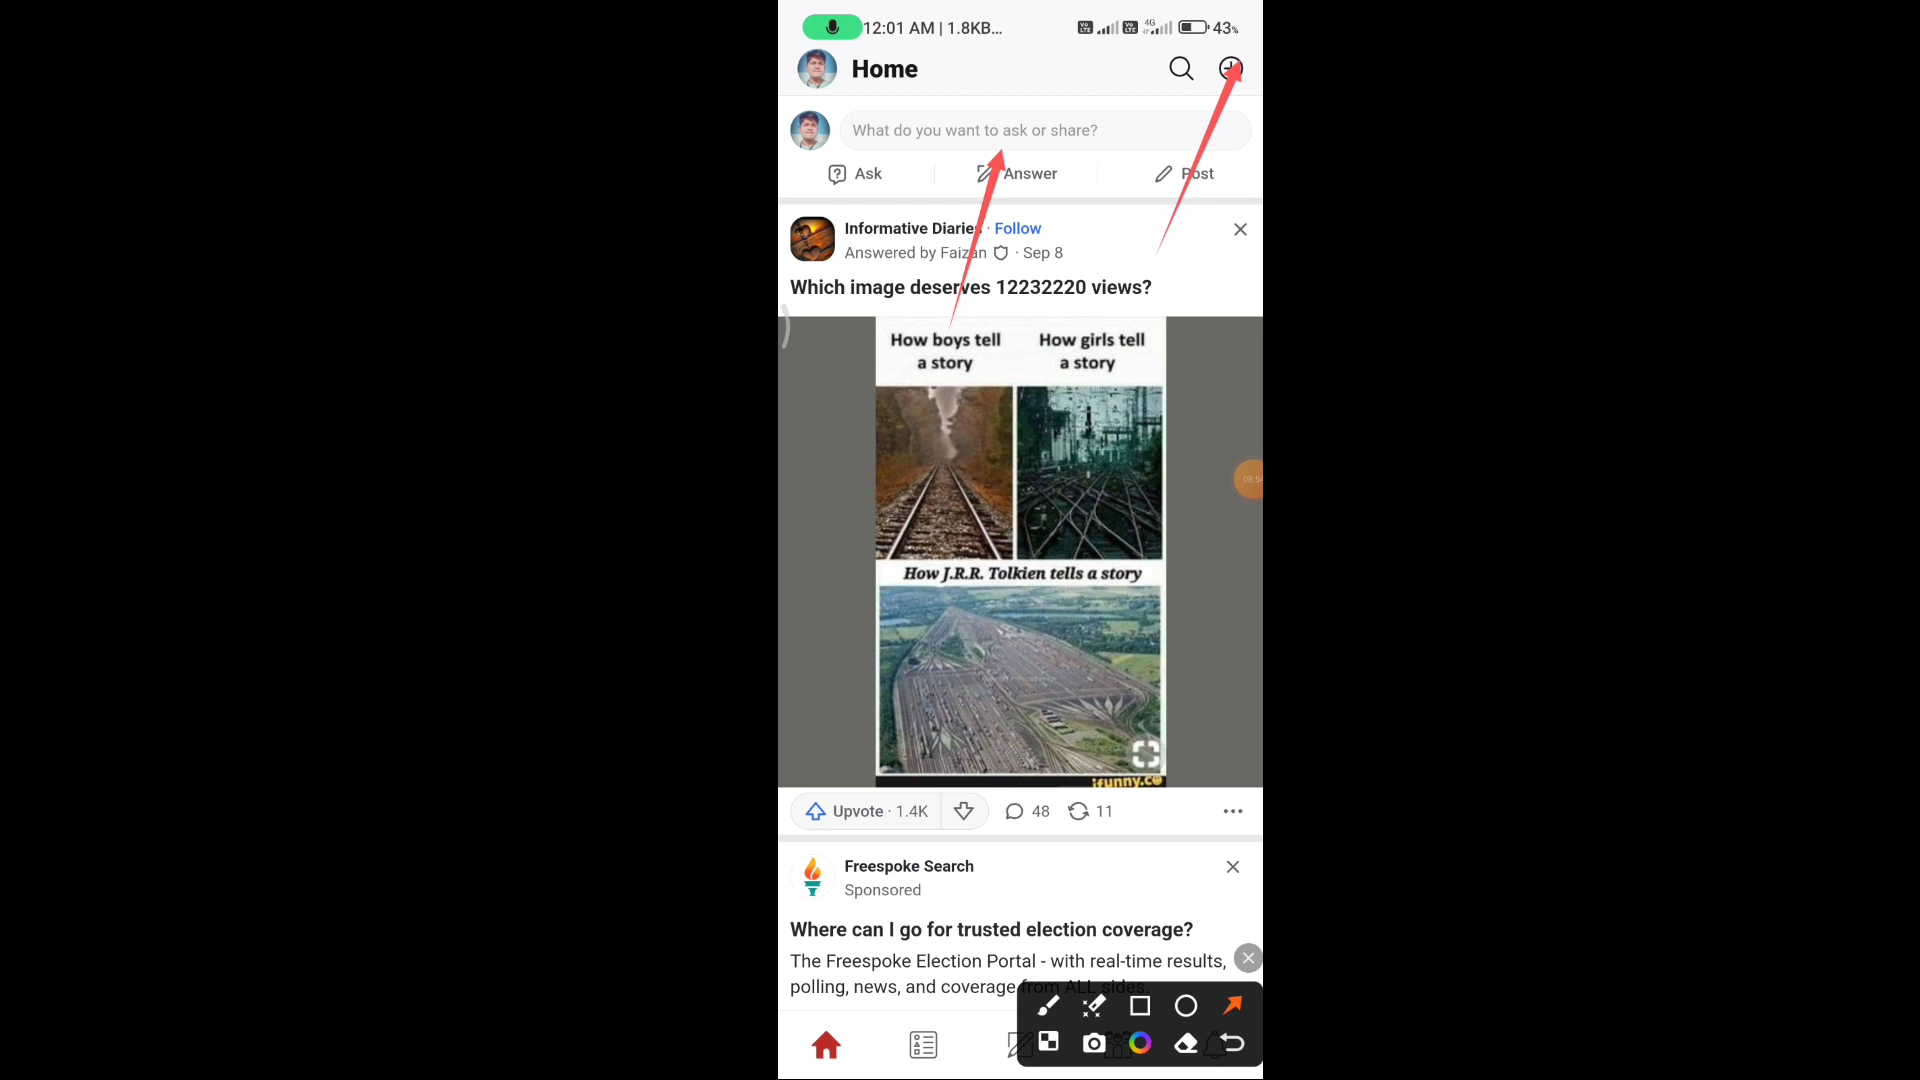 12:01 AM | 1.8KB...
4G
43%
Home
What do you want to ask or share?
Ask
Answer
Post
Informative Diaries · Follow
Answered by Faizan · Sep 8
Which image deserves 12232220 views?
How boys tell
a story
How girls tell
a story
How J.R.R. Tolkien tells a story
ifunny.co
Upvote · 1.4K
48
11
Freespoke Search
Sponsored
Where can I go for trusted election coverage?
The Freespoke Election Portal - with real-time results,
polling, news, and coverage from ALL sides.